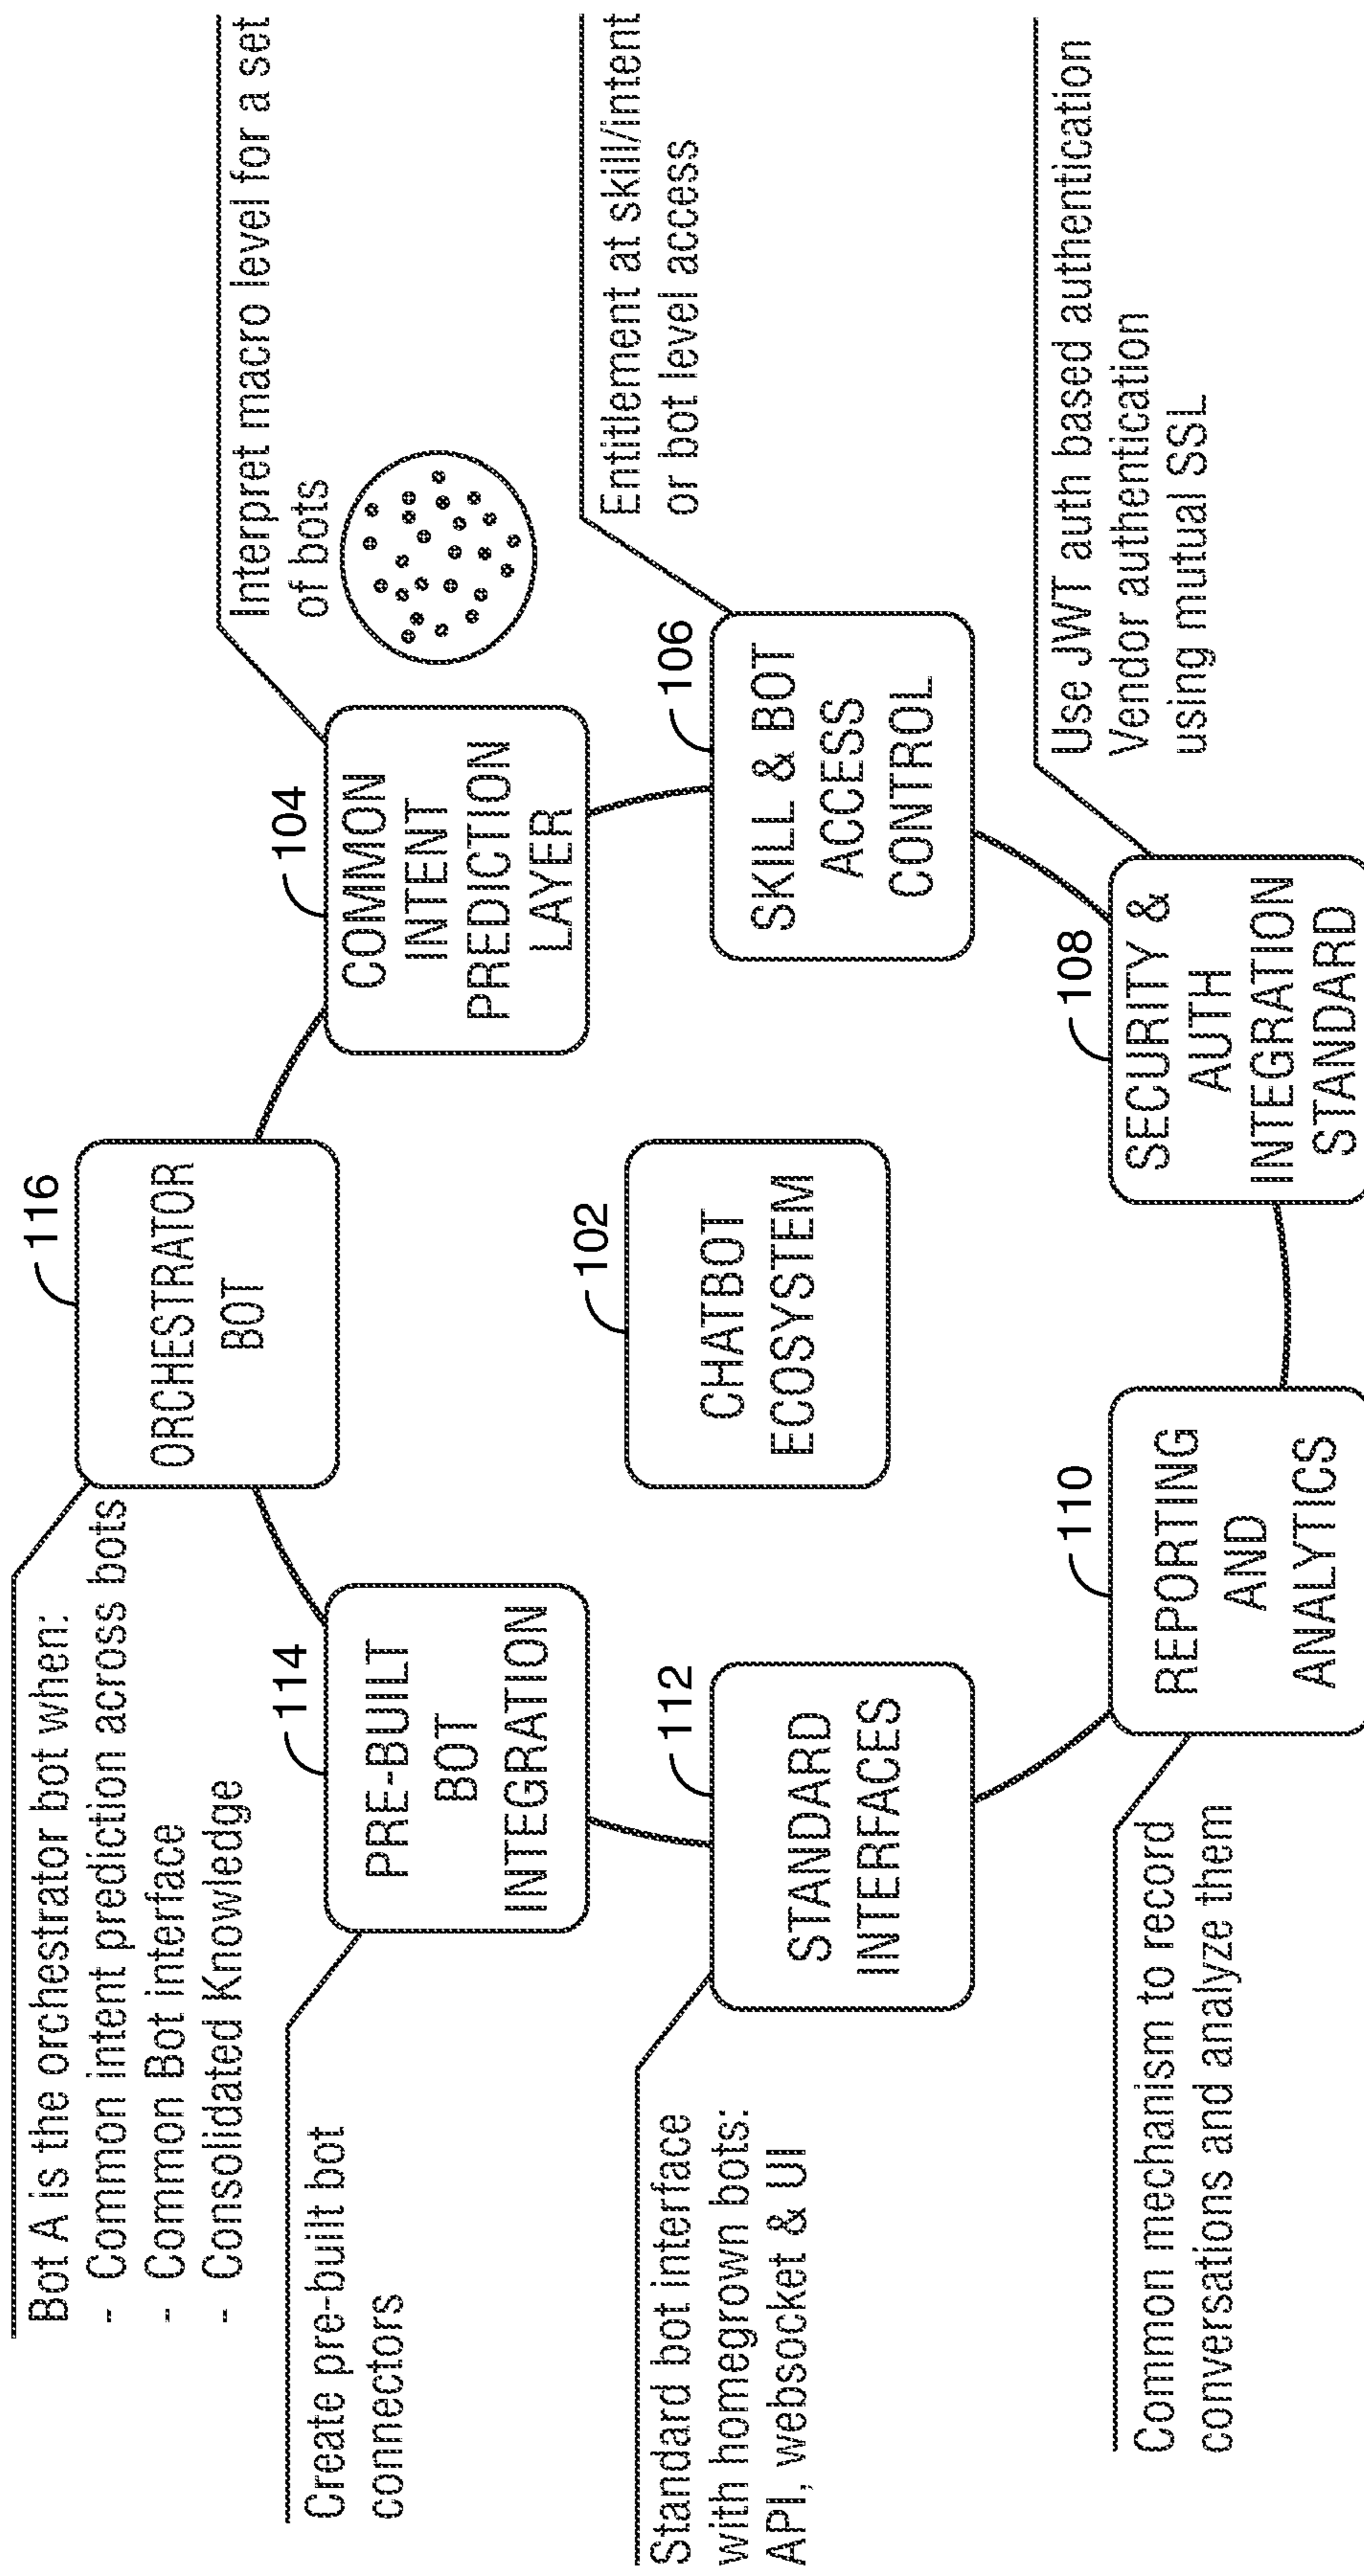 Bot A is the orchestrator bot when:
- Common intent prediction across bots
- Common Bot interface
- Consolidated Knowledge
116
ORCHESTRATOR
BOT
Interpret macro level for a set
of bots
104
COMMON
INTENT
PREDICTION
LAYER
Create pre-built bot
connectors
114
PRE-BUILT
BOT
INTEGRATION
Entitlement at skill/intent
or bot level access
106
SKILL & BOT
ACCESS
CONTROL
102
CHATBOT
ECOSYSTEM
Standard bot interface
with homegrown bots:
API, websocket & UI
112
STANDARD
INTERFACES
Use JWT auth based authentication
Vendor authentication
using mutual SSL
108
SECURITY &
AUTH
INTEGRATION
STANDARD
110
REPORTING
AND
ANALYTICS
Common mechanism to record
conversations and analyze them